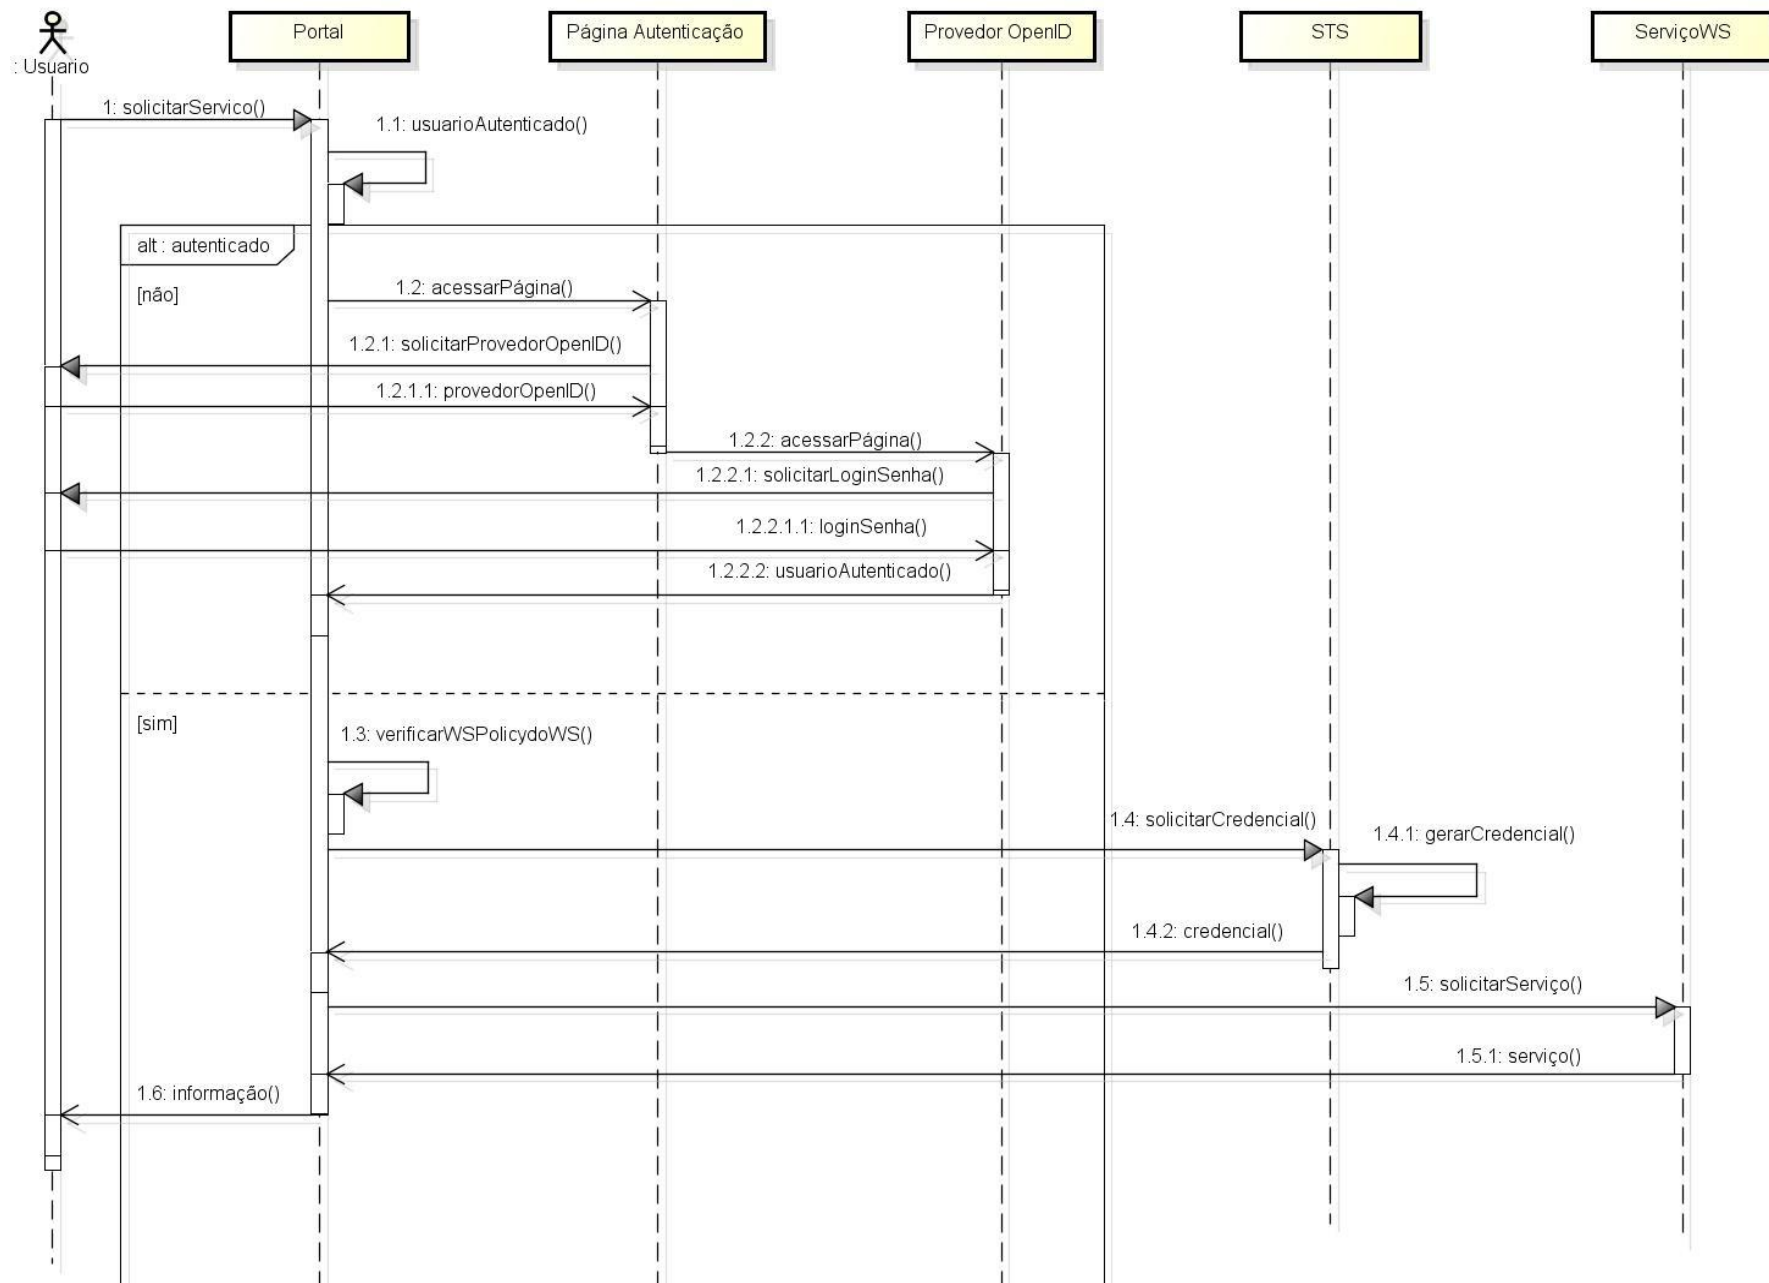 Portal
Página Autenticação
Provedor OpenID
STS
ServiçoWS
: Usuario
1: solicitarServico()
1.1: usuarioAutenticado()
alt : autenticado
[não]
1.2: acessarPágina()
1.2.1: solicitarProvedorOpenID()
1.2.1.1: provedorOpenID()
1.2.2: acessarPágina()
1.2.2.1: solicitarLoginSenha()
1.2.2.1.1: loginSenha()
1.2.2.2: usuarioAutenticado()
[sim]
1.3: verificarWSPolicydoWS()
1.4: solicitarCredencial()
1.4.1: gerarCredencial()
1.4.2: credencial()
1.5: solicitarServiço()
1.5.1: serviço()
1.6: informação()